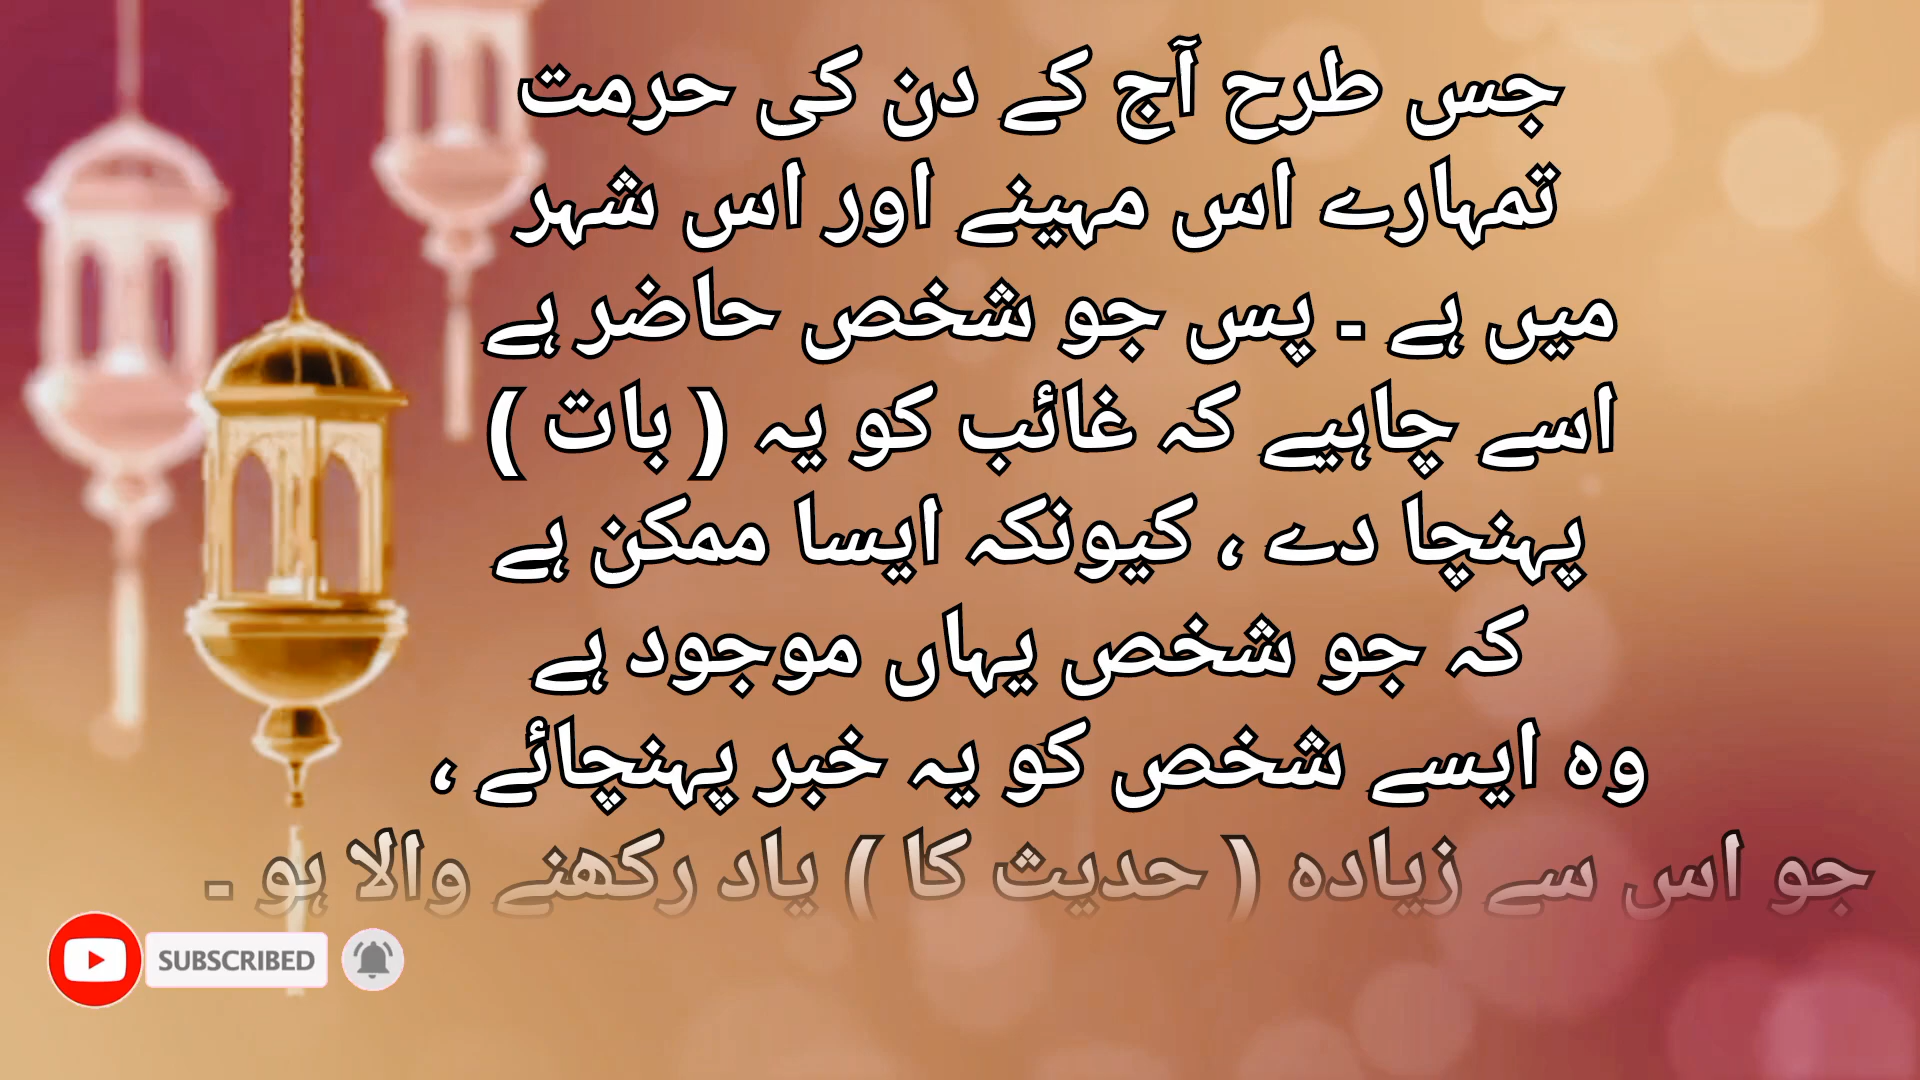 جس طرح آج کے دن کی حرمت
تمہارے اس مہینے اور اس شہر
میں ہے ۔ پس جو شخص حاضر ہے
اسے چاہیے کہ غائب کو یہ ( بات )
پہنچا دے ، کیونکہ ایسا ممکن ہے
کہ جو شخص یہاں موجود ہے
وہ ایسے شخص کو یہ خبر پہنچائے ،
جو اس سے زیادہ ( حدیث کا ) یاد رکھنے والا ہو ۔
SUBSCRIBED